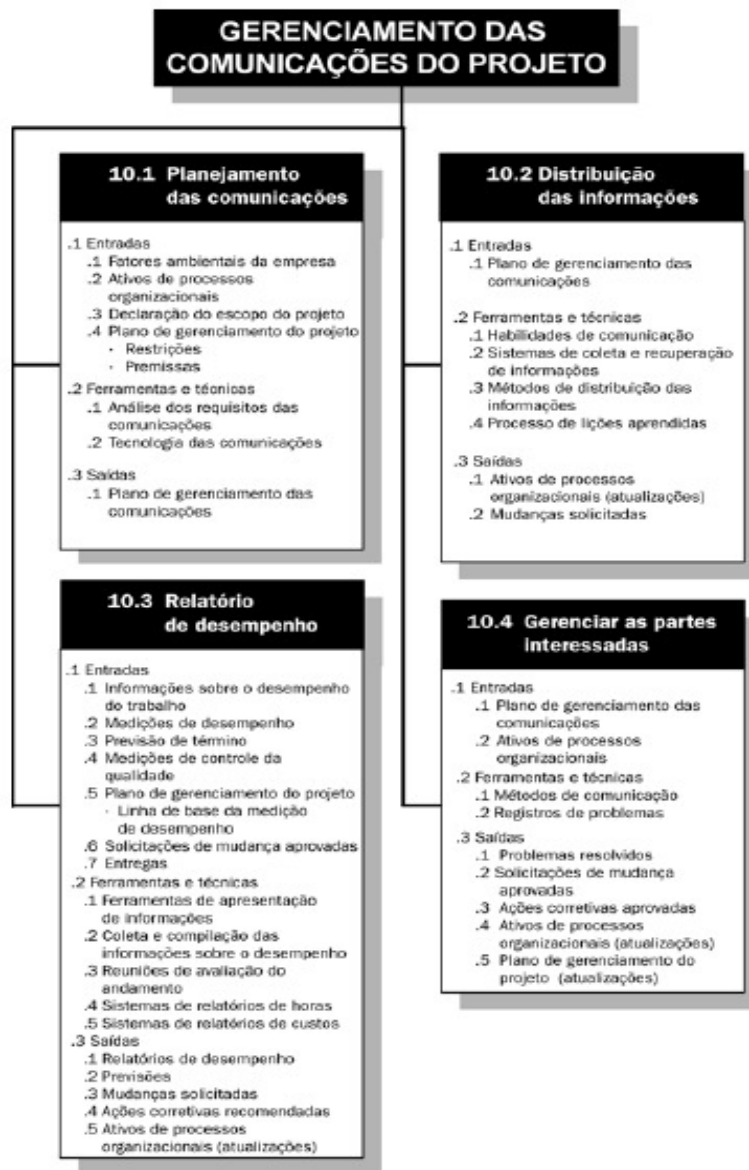 GERENCIAMENTO DAS
COMUNICAÇÕES DO PROJETO
10.1 Planejamento
das comunicações
.1 Entradas
.1 Fatores ambientais da empresa
.2 Ativos de processos
organizacionais
.3 Declaração do escopo do projeto
.4 Plano de gerenciamento do projeto
- Restrições
- Premissas
.2 Ferramentas e técnicas
.1 Análise dos requisitos das
comunicações
.2 Tecnologia das comunicações
.3 Saídas
.1 Plano de gerenciamento das
comunicações
10.2 Distribuição
das informações
.1 Entradas
.1 Plano de gerenciamento das
comunicações
.2 Ferramentas e técnicas
.1 Habilidades de comunicação
.2 Sistemas de coleta e recuperação
de informações
.3 Métodos de distribuição das
informações
.4 Processo de lições aprendidas
.3 Saídas
.1 Ativos de processos
organizacionais (atualizações)
.2 Mudanças solicitadas
10.3 Relatório
de desempenho
.1 Entradas
.1 Informações sobre o desempenho
do trabalho
.2 Medições de desempenho
.3 Previsão de término
.4 Medições de controle da
qualidade
.5 Plano de gerenciamento do projeto
- Linha de base da medição
de desempenho
.6 Solicitações de mudança aprovadas
.7 Entregas
.2 Ferramentas e técnicas
.1 Ferramentas de apresentação
de informações
.2 Coleta e compilação das
informações sobre o desempenho
.3 Reuniões de avaliação do
andamento
.4 Sistemas de relatórios de horas
.5 Sistemas de relatórios de custos
.3 Saídas
.1 Relatórios de desempenho
.2 Previsões
.3 Mudanças solicitadas
.4 Ações corretivas recomendadas
.5 Ativos de processos
organizacionais (atualizações)
10.4 Gerenciar as partes
interessadas
.1 Entradas
.1 Plano de gerenciamento das
comunicações
.2 Ativos de processos
organizacionais
.2 Ferramentas e técnicas
.1 Métodos de comunicação
.2 Registros de problemas
.3 Saídas
.1 Problemas resolvidos
.2 Solicitações de mudança
aprovadas
.3 Ações corretivas aprovadas
.4 Ativos de processos
organizacionais (atualizações)
.5 Plano de gerenciamento do
projeto (atualizações)